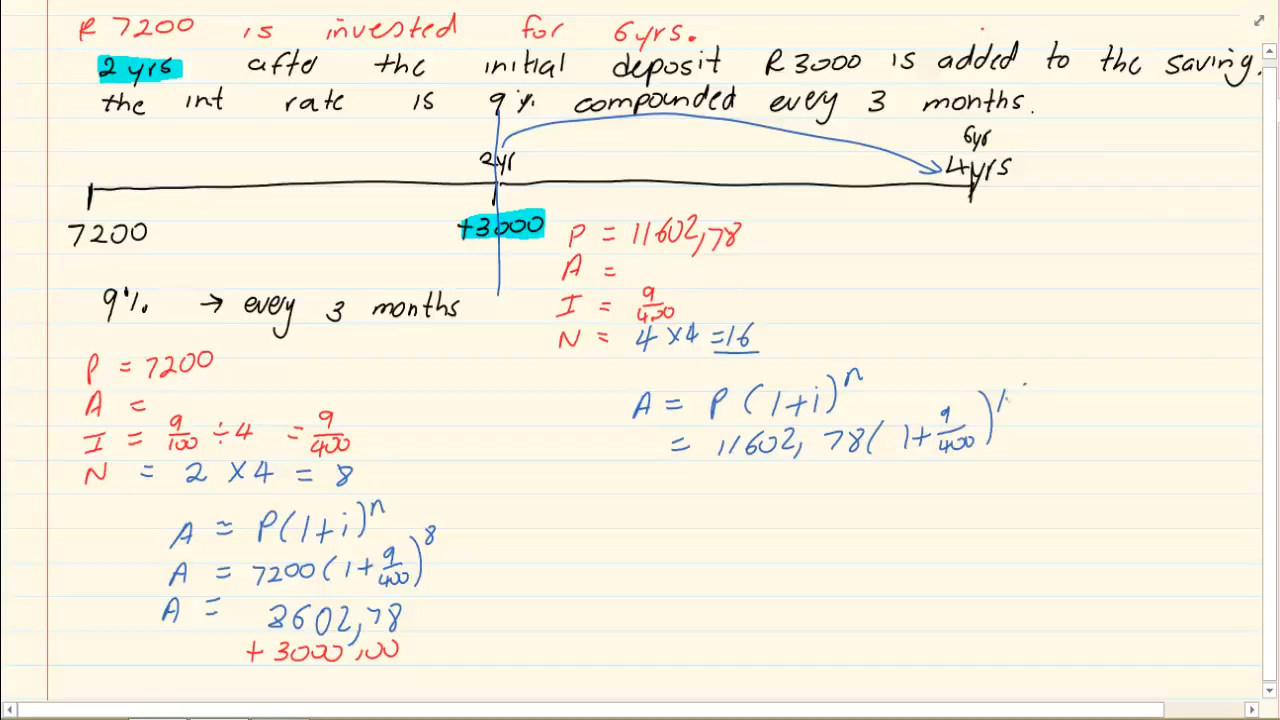 R 7200 is invested for 6yrs.
2 yrs after the initial deposit R3000 is added to the saving.
the int rate is 9% compounded every 3 months.
6yr
2yr
4yrs
7200
+3000
P = 11602,78
A =
I = 9/400
N = 4 ×4 =16
9% → every 3 months
P = 7200
A =
I = 9/100 ÷4 = 9/400
N = 2 ×4 = 8
A = P(1+i)^n
A = 7200(1+9/400)^8
A = 8602,78
+ 3000,00
A = P (1+i)^n
= 11602,78(1+9/400)^1